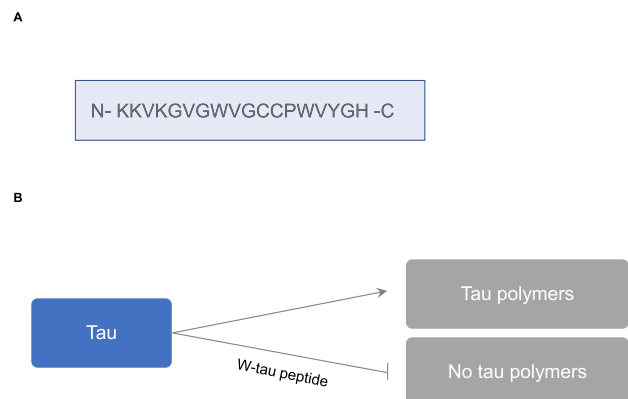 A
N- KKVKGVGWVGCCPWVYGH -C
B
Tau polymers
Tau
W-tau peptide
No tau polymers